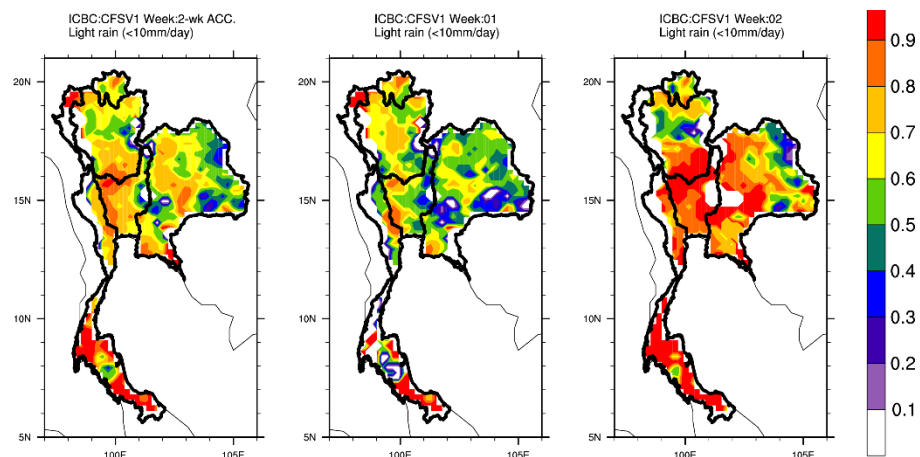 ICBC:CFSV1 Week:2-wk ACC.
Light rain (<10mm/day)
20N
15N
10N
5N
100E
105E
ICBC:CFSV1 Week:01
Light rain (<10mm/day)
20N
15N
10N
5N
100E
105E
ICBC:CFSV1 Week:02
Light rain (<10mm/day)
20N
15N
10N
5N
100E
105E
0.9
0.8
0.7
0.6
0.5
0.4
0.3
0.2
0.1